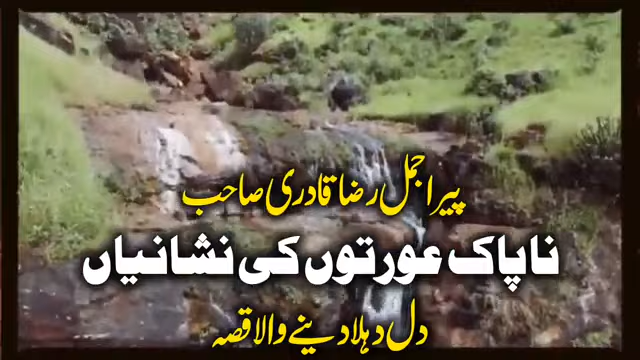 پیر اجمل رضا قادری صاحب
ناپاک عورتوں کی نشانیاں
دل دہلا دینے والا قصہ